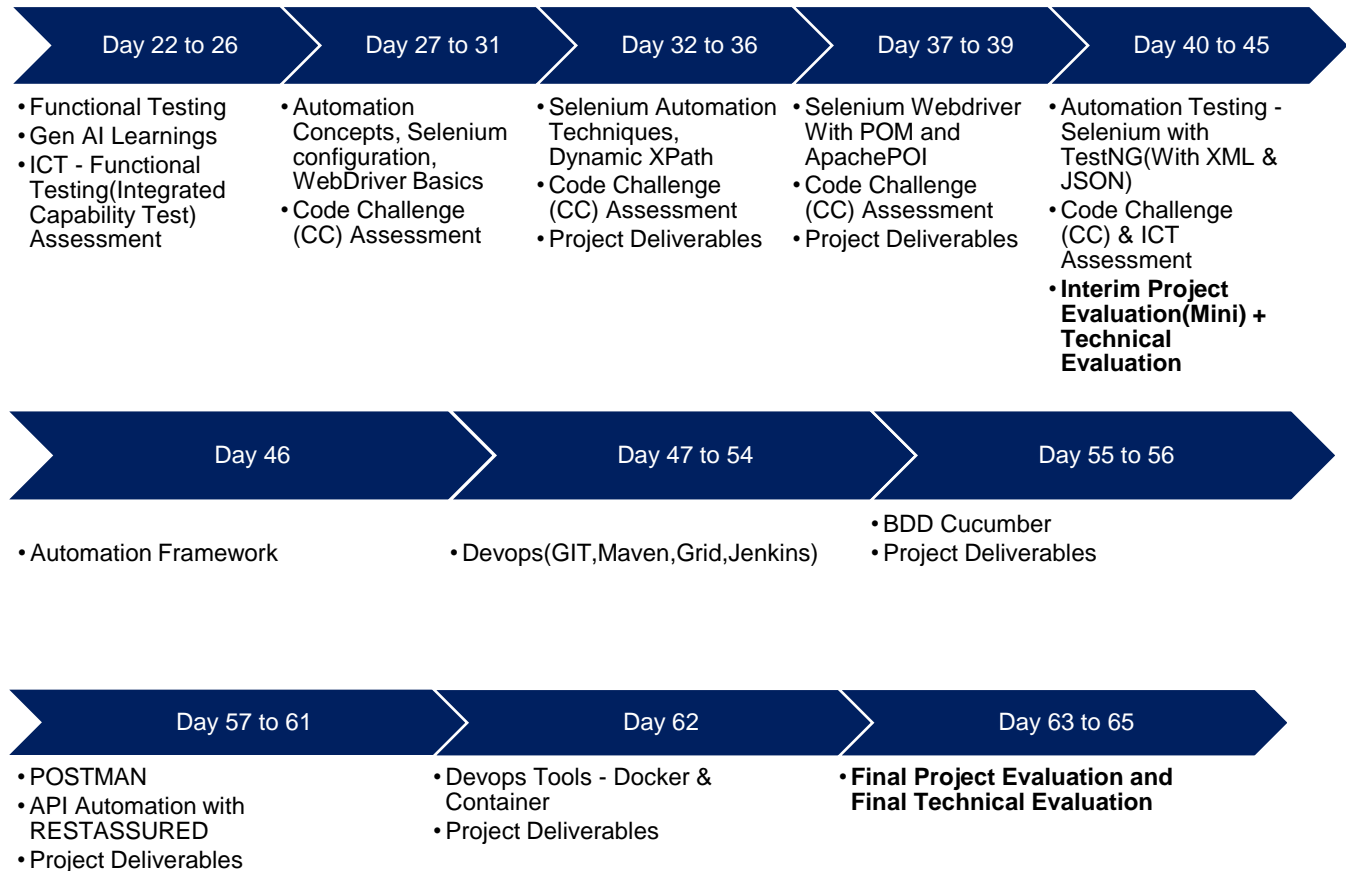 Day 22 to 26
Day 27 to 31
Day 32 to 36
Day 37 to 39
Day 40 to 45
•Functional Testing
•Gen AI Learnings
•ICT - Functional
Testing(Integrated
Capability Test)
Assessment
•Automation
Concepts, Selenium
configuration,
WebDriver Basics
•Code Challenge
(CC) Assessment
•Selenium Automation
Techniques,
Dynamic XPath
•Code Challenge
(CC) Assessment
•Project Deliverables
•Selenium Webdriver
With POM and
ApachePOI
•Code Challenge
(CC) Assessment
•Project Deliverables
•Automation Testing -
Selenium with
TestNG(With XML &
JSON)
•Code Challenge
(CC) & ICT
Assessment
•Interim Project
Evaluation(Mini) +
Technical
Evaluation
Day 46
Day 47 to 54
Day 55 to 56
•Automation Framework
•Devops(GIT,Maven,Grid,Jenkins)
•BDD Cucumber
•Project Deliverables
Day 57 to 61
Day 62
Day 63 to 65
•POSTMAN
•API Automation with
RESTASSURED
•Project Deliverables
•Devops Tools - Docker &
Container
•Project Deliverables
•Final Project Evaluation and
Final Technical Evaluation